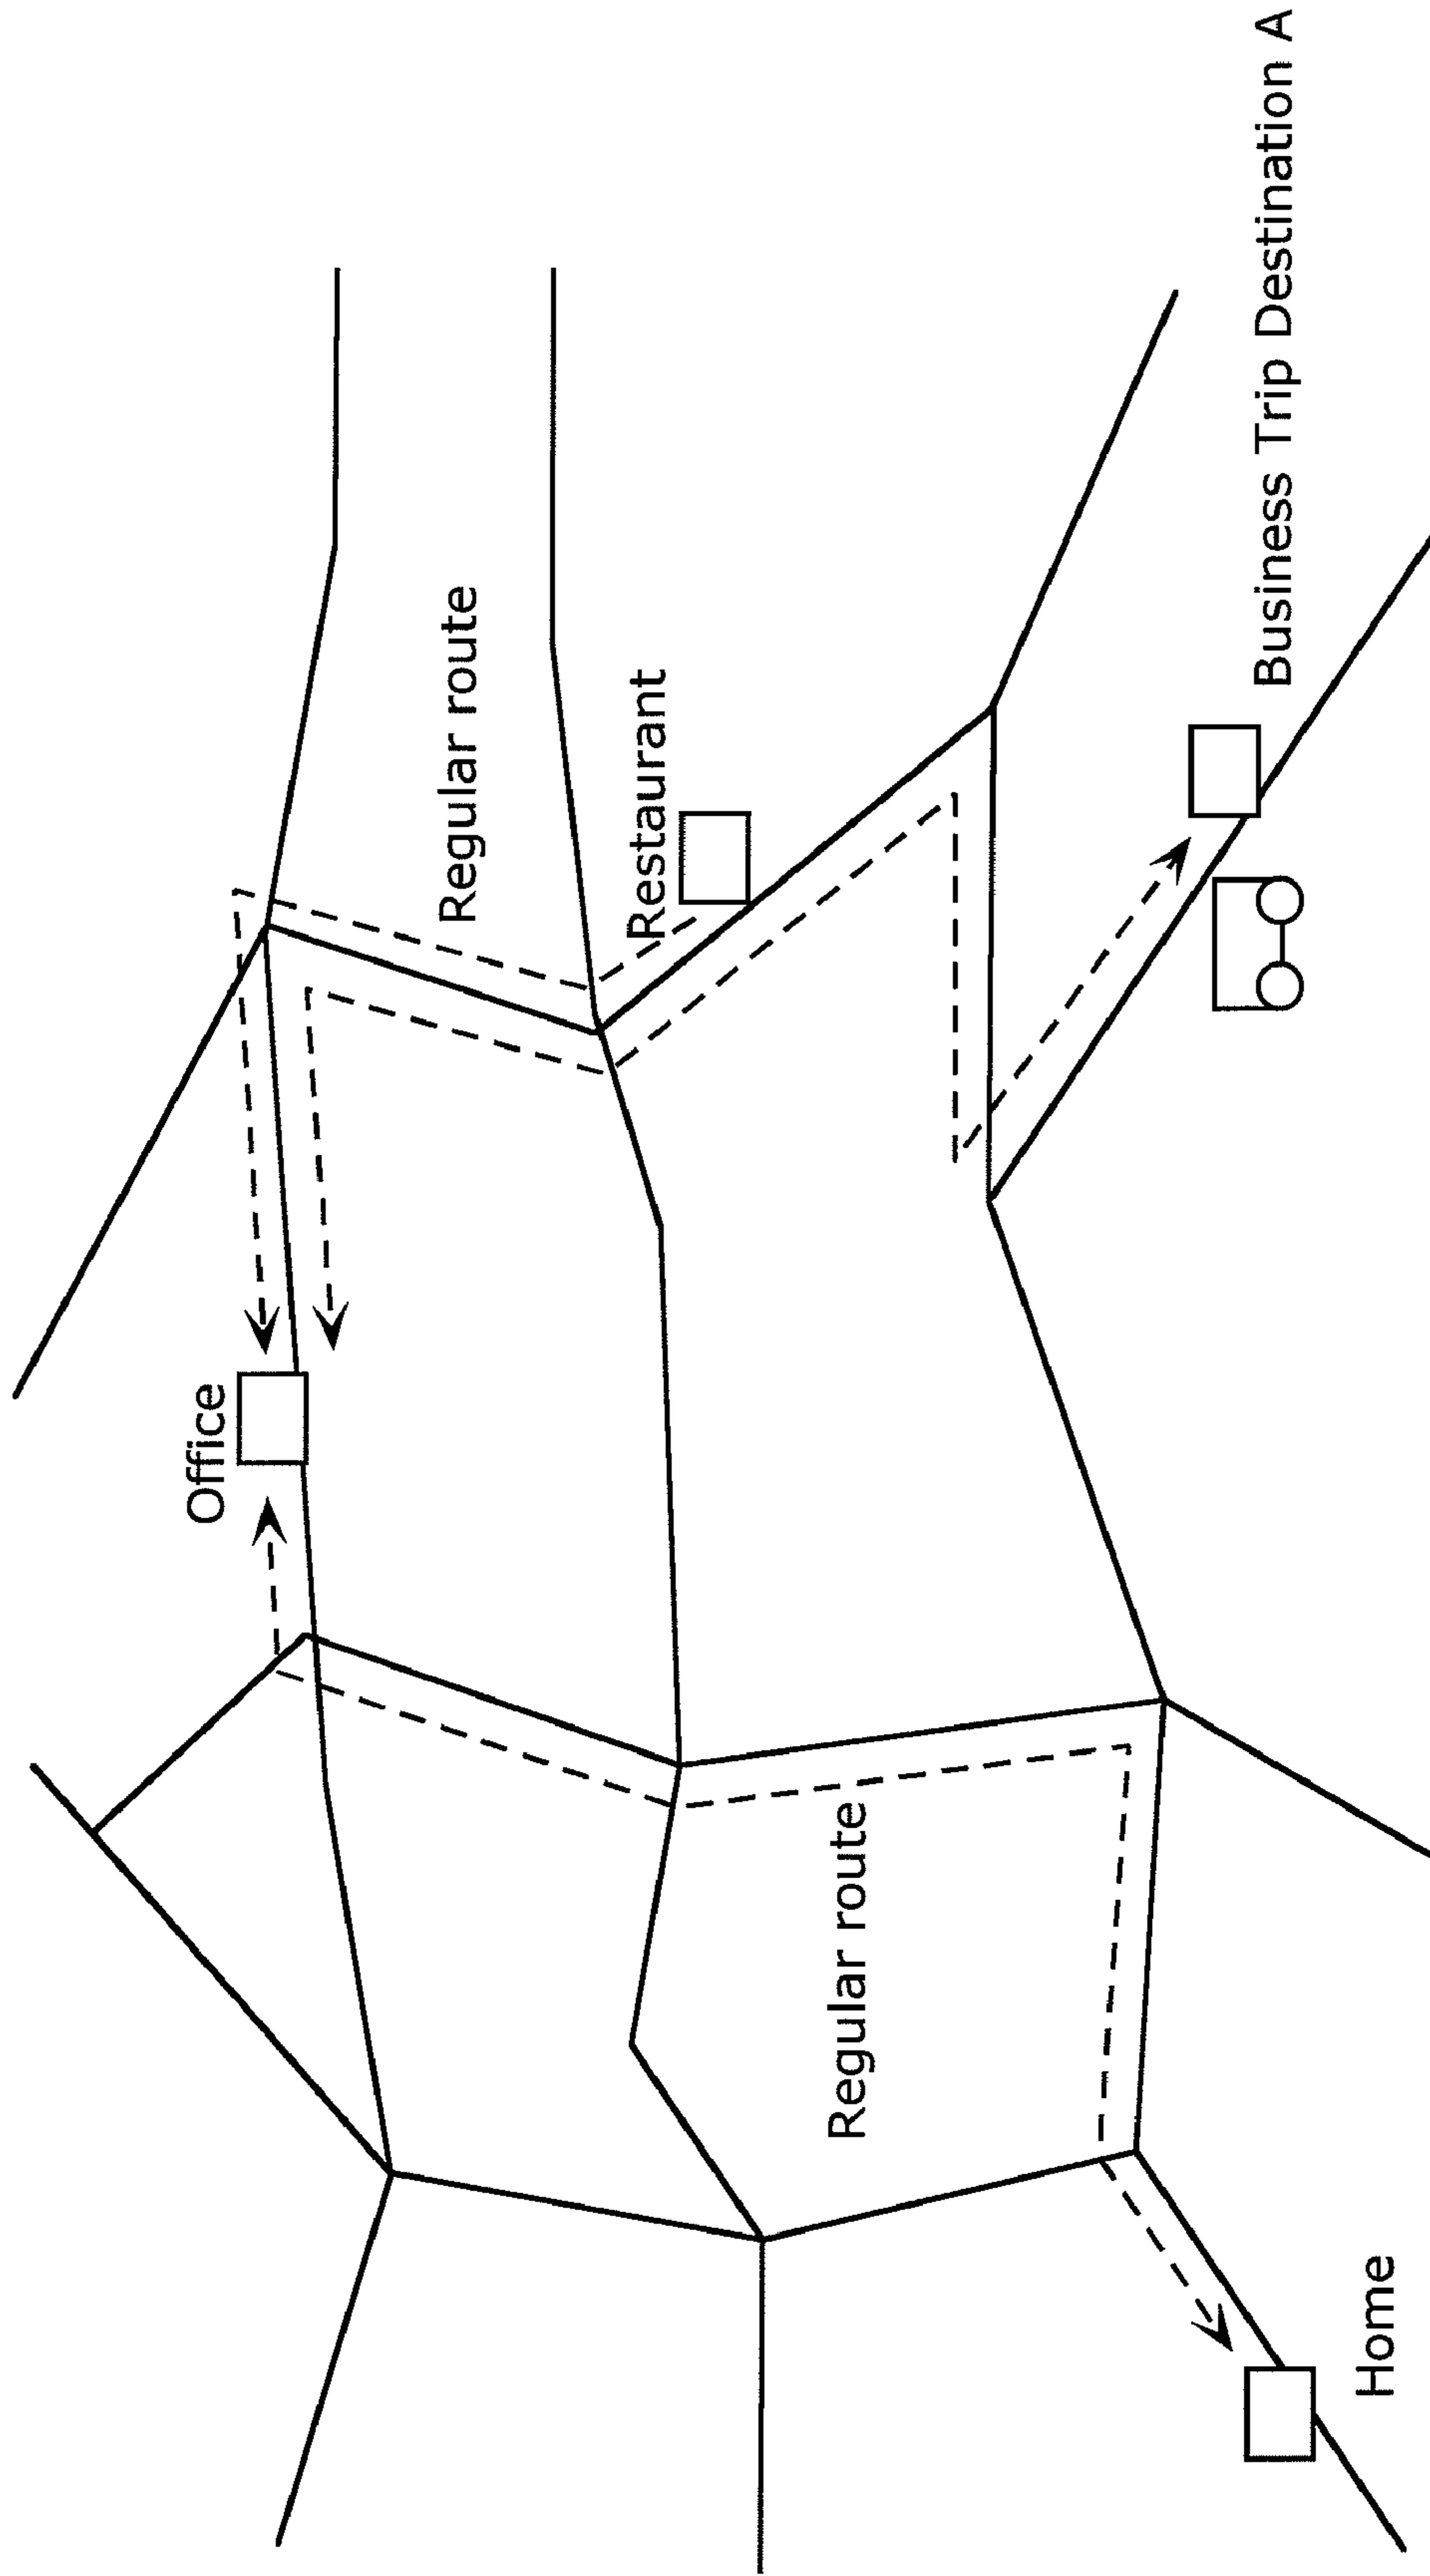 Office
Regular route
Restaurant
Regular route
Home
Business Trip Destination A